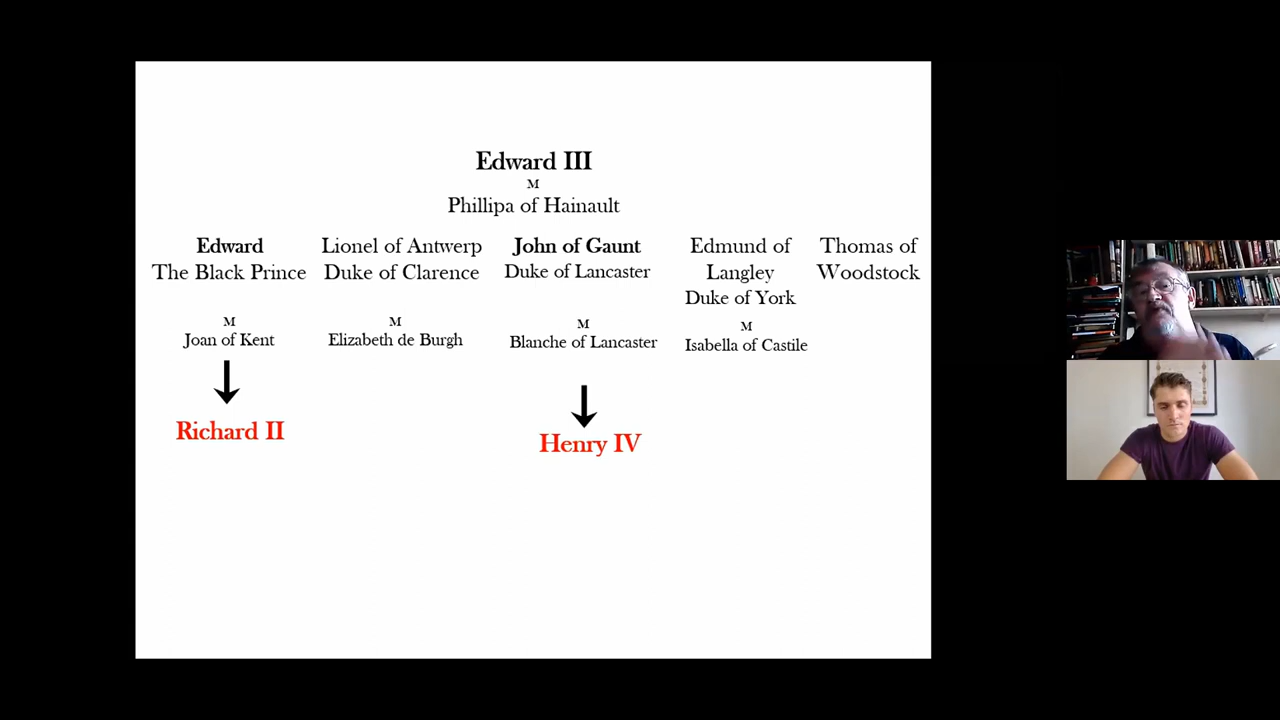 Edward III
M
Phillipa of Hainault
Edward
The Black Prince
M
Joan of Kent
Richard II
Lionel of Antwerp
Duke of Clarence
M
Elizabeth de Burgh
John of Gaunt
Duke of Lancaster
M
Blanche of Lancaster
Henry IV
Edmund of
Langley
Duke of York
M
Isabella of Castile
Thomas of
Woodstock